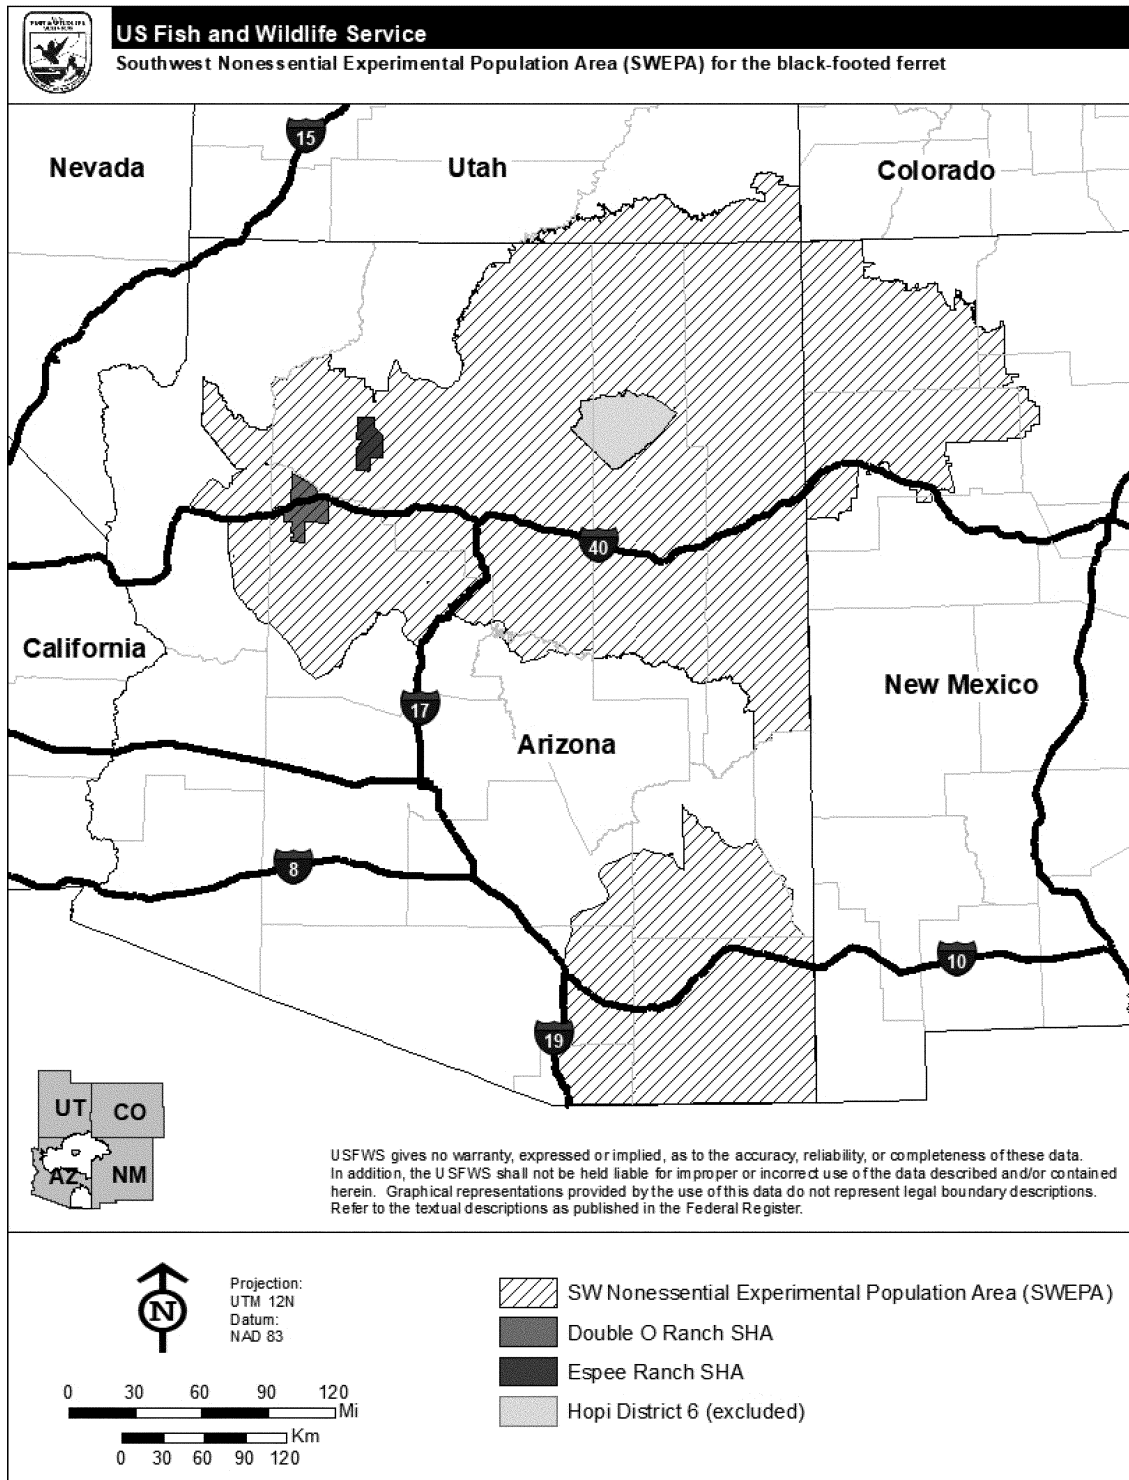 US Fish and Wildlife Service
Southwest Nonessential Experimental Population Area (SWEPA) for the black-footed ferret
15
Nevada
Utah
Colorado
40
California
New Mexico
17
Arizona
8
10
19
UT
CO
AZ
NM
USFWS gives no warranty, expressed or implied, as to the accuracy, reliability, or completeness of these data.
In addition, the USFWS shall not be held liable for improper or incorrect use of the data described and/or contained
herein. Graphical representations provided by the use of this data do not represent legal boundary descriptions.
Refer to the textual descriptions as published in the Federal Register.
N
Projection:
UTM 12N
Datum:
NAD 83
0 30 60 90 120
Mi
Km
0 30 60 90 120
SW Nonessential Experimental Population Area (SWEPA)
Double O Ranch SHA
Espee Ranch SHA
Hopi District 6 (excluded)